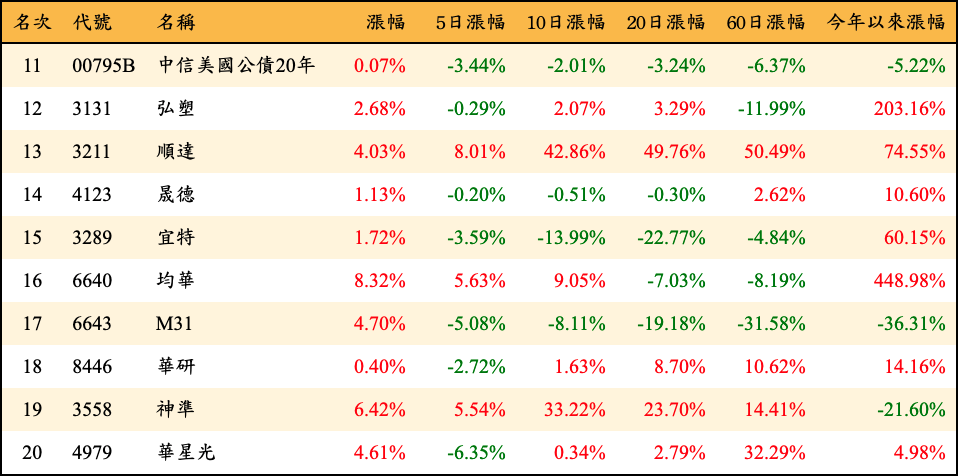 名次 代號 名稱 漲幅 5日漲幅 10日漲幅 20日漲幅 60日漲幅 今年以來漲幅
11 00795B 中信美國公債20年 0.07% -3.44% -2.01% -3.24% -6.37% -5.22%
12 3131 弘塑 2.68% -0.29% 2.07% 3.29% -11.99% 203.16%
13 3211 順達 4.03% 8.01% 42.86% 49.76% 50.49% 74.55%
14 4123 晟德 1.13% -0.20% -0.51% -0.30% 2.62% 10.60%
15 3289 宜特 1.72% -3.59% -13.99% -22.77% -4.84% 60.15%
16 6640 均華 8.32% 5.63% 9.05% -7.03% -8.19% 448.98%
17 6643 M31 4.70% -5.08% -8.11% -19.18% -31.58% -36.31%
18 8446 華研 0.40% -2.72% 1.63% 8.70% 10.62% 14.16%
19 3558 神準 6.42% 5.54% 33.22% 23.70% 14.41% -21.60%
20 4979 華星光 4.61% -6.35% 0.34% 2.79% 32.29% 4.98%